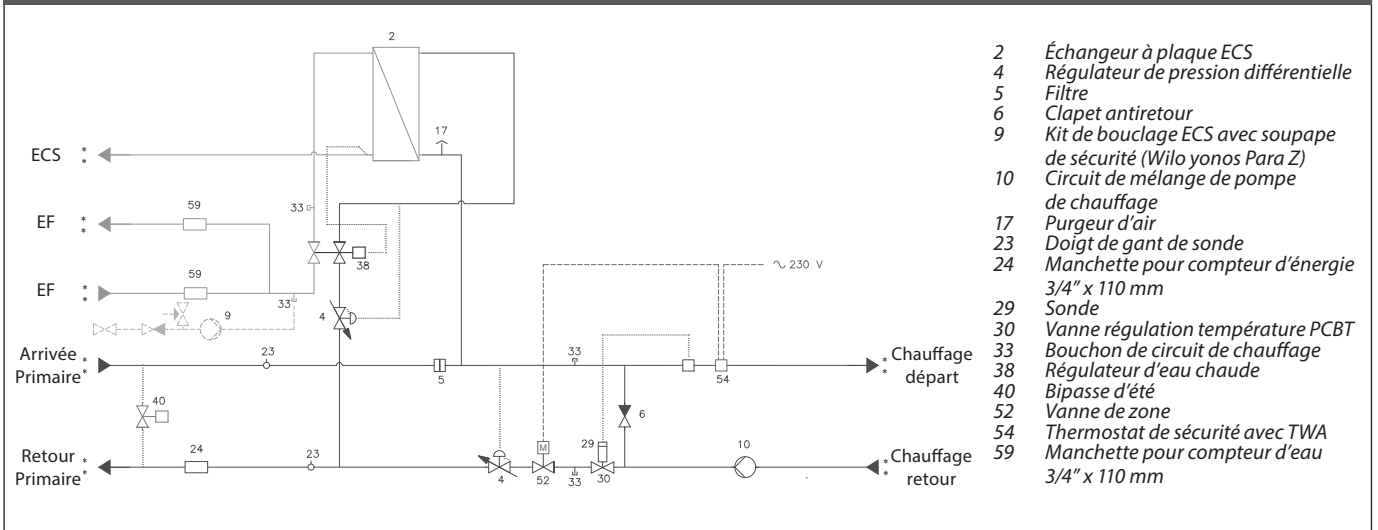 2
17
ECS
59
33
EF
38
59
EF
33
9
4
∿ 230 V
Arrivée
Primaire
23
5
33
54
Chauffage
départ
40
6
24
23
29
10
M
Retour
Primaire
4
52
33
30
Chauffage
retour
2 Échangeur à plaque ECS
4 Régulateur de pression différentielle
5 Filtre
6 Clapet antiretour
9 Kit de bouclage ECS avec soupape
de sécurité (Wilo yonos Para Z)
10 Circuit de mélange de pompe
de chauffage
17 Purgeur d'air
23 Doigt de gant de sonde
24 Manchette pour compteur d'énergie
3/4" x 110 mm
29 Sonde
30 Vanne régulation température PCBT
33 Bouchon de circuit de chauffage
38 Régulateur d'eau chaude
40 Bipasse d'été
52 Vanne de zone
54 Thermostat de sécurité avec TWA
59 Manchette pour compteur d'eau
3/4" x 110 mm